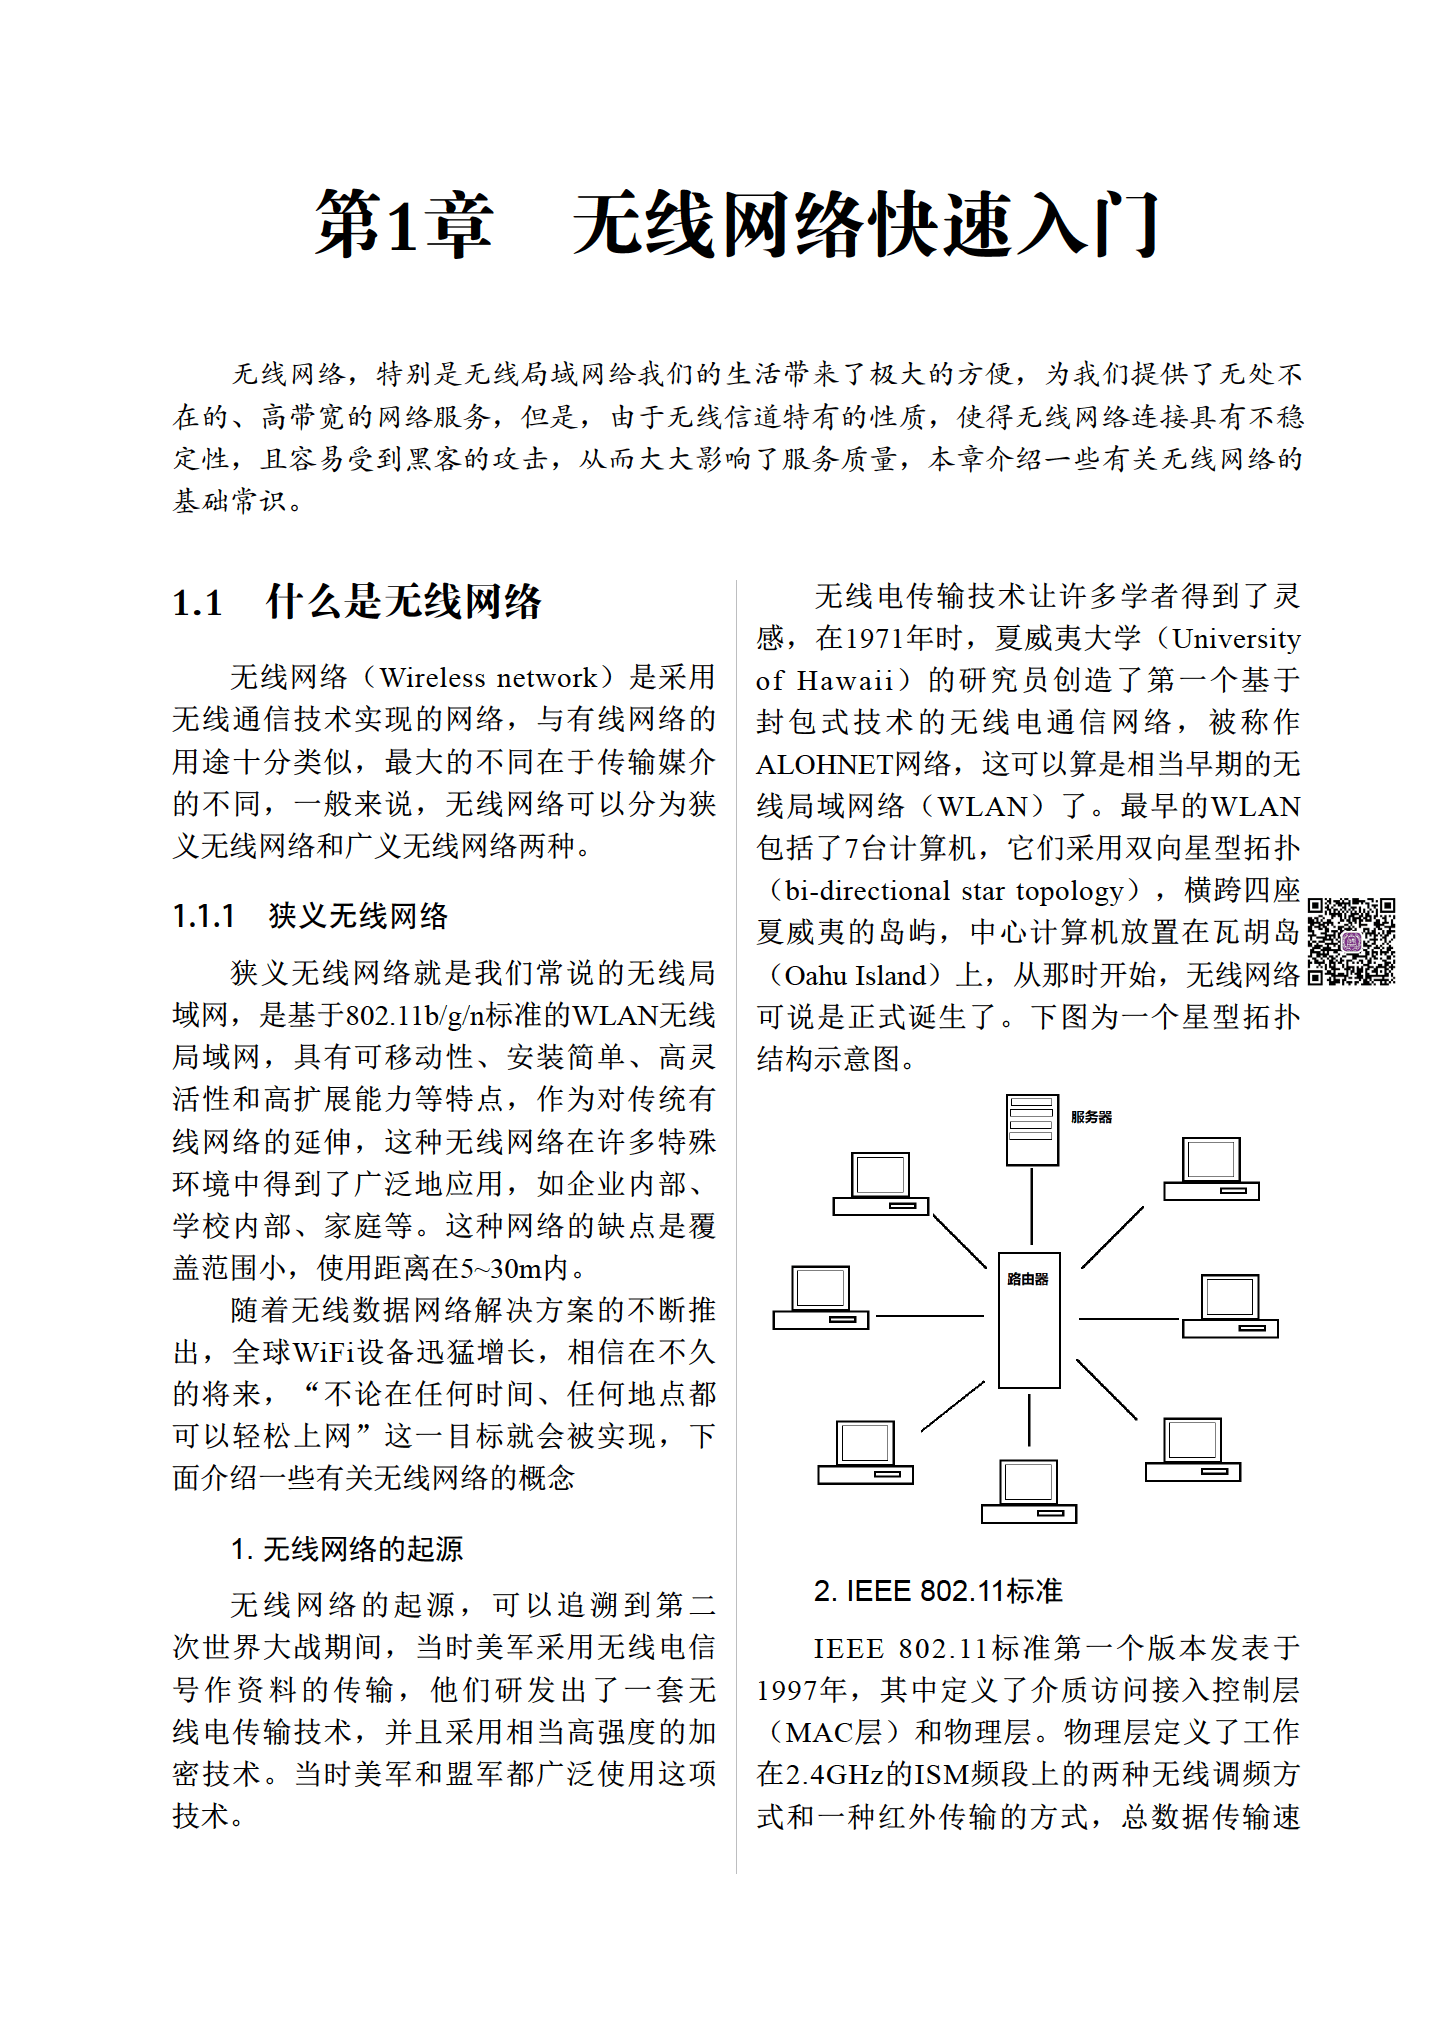 第1章　无线网络快速入门
无线网络，特别是无线局域网给我们的生活带来了极大的方便，为我们提供了无处不
在的、高带宽的网络服务，但是，由于无线信道特有的性质，使得无线网络连接具有不稳
定性，且容易受到黑客的攻击，从而大大影响了服务质量，本章介绍一些有关无线网络的
基础常识。
1.1　什么是无线网络
无线网络（Wireless network）是采用
无线通信技术实现的网络，与有线网络的
用途十分类似，最大的不同在于传输媒介
的不同，一般来说，无线网络可以分为狭
义无线网络和广义无线网络两种。
1.1.1　狭义无线网络
狭义无线网络就是我们常说的无线局
域网，是基于802.11b/g/n标准的WLAN无线
局域网，具有可移动性、安装简单、高灵
活性和高扩展能力等特点，作为对传统有
线网络的延伸，这种无线网络在许多特殊
环境中得到了广泛地应用，如企业内部、
学校内部、家庭等。这种网络的缺点是覆
盖范围小，使用距离在5~30m内。
随着无线数据网络解决方案的不断推
出，全球WiFi设备迅猛增长，相信在不久
的将来，“不论在任何时间、任何地点都
可以轻松上网”这一目标就会被实现，下
面介绍一些有关无线网络的概念
1. 无线网络的起源
无线网络的起源，可以追溯到第二
次世界大战期间，当时美军采用无线电信
号作资料的传输，他们研发出了一套无
线电传输技术，并且采用相当高强度的加
密技术。当时美军和盟军都广泛使用这项
技术。
无线电传输技术让许多学者得到了灵
感，在1971年时，夏威夷大学（University
of Hawaii）的研究员创造了第一个基于
封包式技术的无线电通信网络，被称作
ALOHNET网络，这可以算是相当早期的无
线局域网络（WLAN）了。最早的WLAN
包括了7台计算机，它们采用双向星型拓扑
（bi-directional star topology），横跨四座
夏威夷的岛屿，中心计算机放置在瓦胡岛
（Oahu Island）上，从那时开始，无线网络
可说是正式诞生了。下图为一个星型拓扑
结构示意图。
服务器
路由器
2. IEEE 802.11标准
IEEE 802.11标准第一个版本发表于
1997年，其中定义了介质访问接入控制层
（MAC层）和物理层。物理层定义了工作
在2.4GHz的ISM频段上的两种无线调频方
式和一种红外传输的方式，总数据传输速